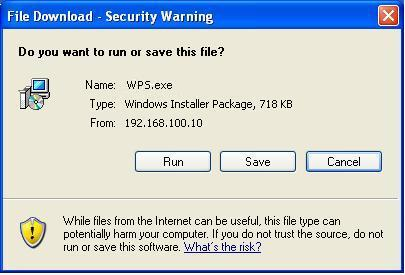 File Download - Security Warning
Do you want to run or save this file?
Name: WPS.exe
Type: Windows Installer Package, 718 KB
From: 192.168.100.10
Run Save Cancel
While files from the Internet can be useful, this file type can
potentially harm your computer. If you do not trust the source, do not
run or save this software. What's the risk?